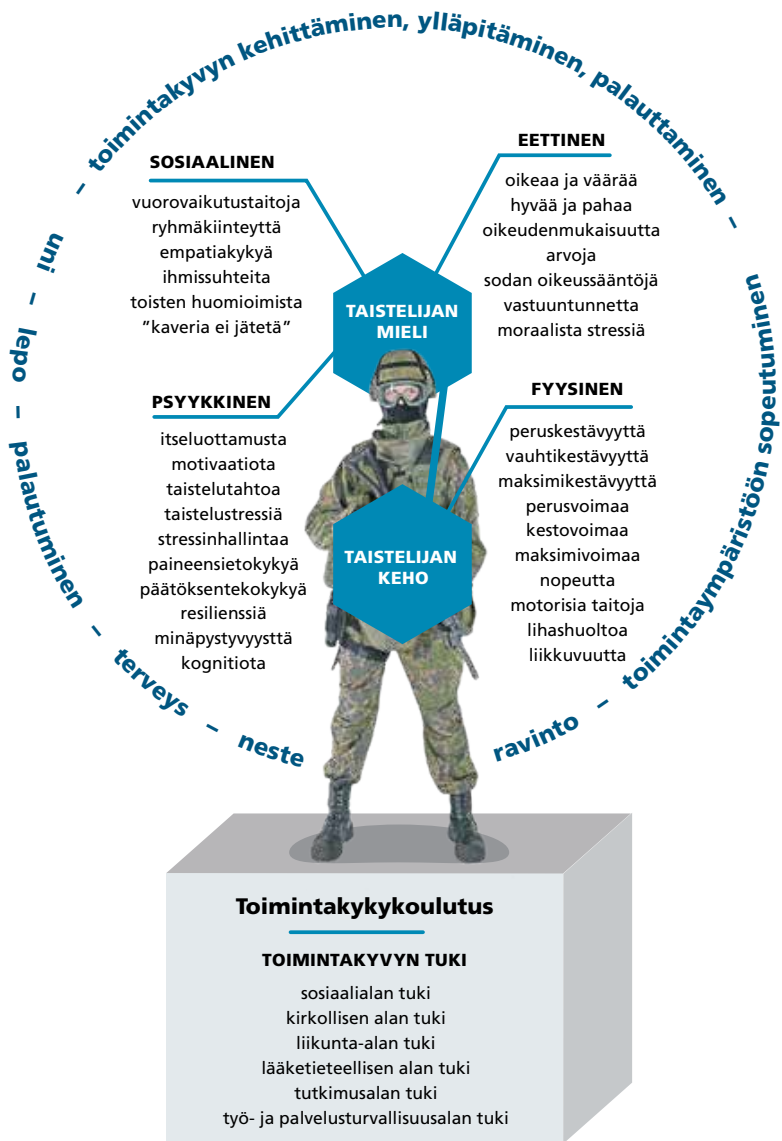 neste – terveys – palautuminen – lepo – uni – toimintakyvyn kehittäminen, ylläpitäminen, palauttaminen – toimintaympäristöön sopeutuminen – ravinto
SOSIAALINEN
vuorovaikutustaitoja
ryhmäkiinteyttä
empatiakykyä
ihmissuhteita
toisten huomioimista
”kaveria ei jätetä”
EETTINEN
oikeaa ja väärää
hyvää ja pahaa
oikeudenmukaisuutta
arvoja
sodan oikeussääntöjä
vastuuntunnetta
moraalista stressiä
TAISTELIJAN
MIELI
PSYYKKINEN
itseluottamusta
motivaatiota
taistelutahtoa
taistelustressiä
stressinhallintaa
paineensietokykyä
päätöksentekokykyä
resilienssiä
minäpystyvyysttä
kognitiota
FYYSINEN
peruskestävyyttä
vauhtikestävyyttä
maksimikestävyyttä
perusvoimaa
kestovoimaa
maksimivoimaa
nopeutta
motorisia taitoja
lihashuoltoa
liikkuvuutta
TAISTELIJAN
KEHO
Toimintakykykoulutus
TOIMINTAKYVYN TUKI
sosiaalialan tuki
kirkollisen alan tuki
liikunta-alan tuki
lääketieteellisen alan tuki
tutkimusalan tuki
työ- ja palvelusturvallisuusalan tuki